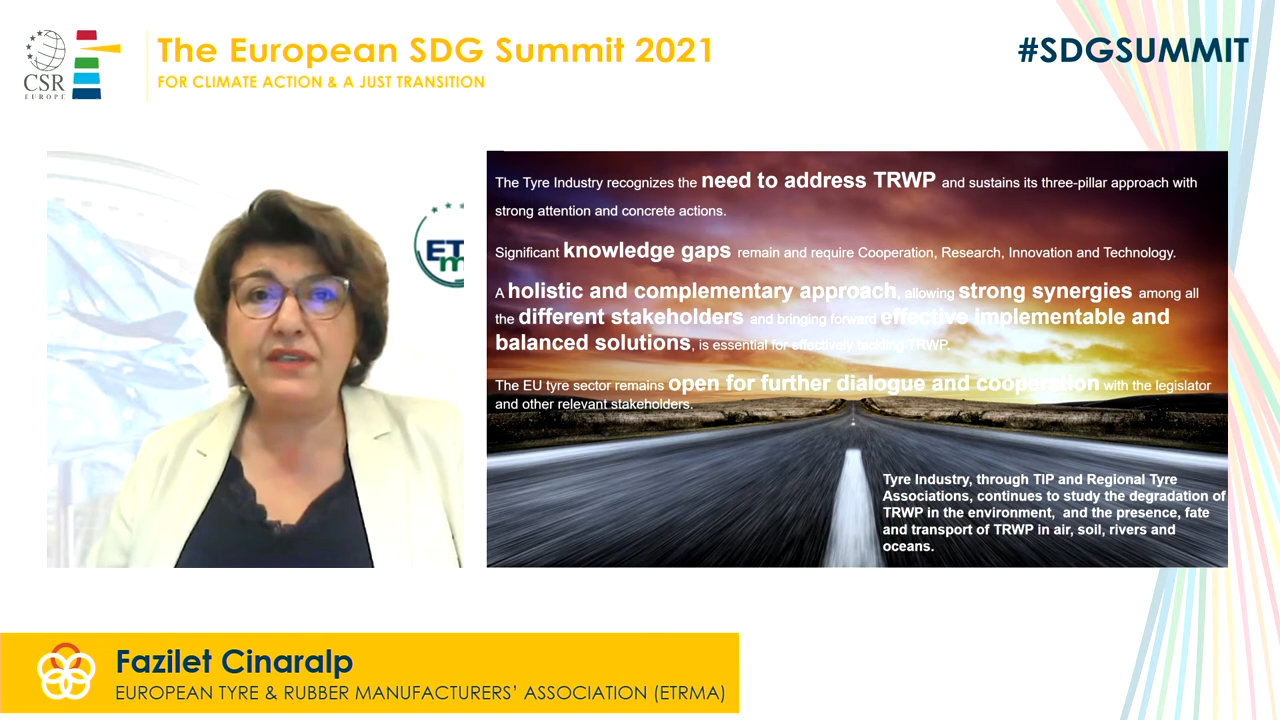 CSR
EUROPE
The European SDG Summit 2021
FOR CLIMATE ACTION & A JUST TRANSITION
#SDGSUMMIT
ET
m
The Tyre Industry recognizes the need to address TRWP and sustains its three-pillar approach with
strong attention and concrete actions.
Significant knowledge gaps remain and require Cooperation, Research, Innovation and Technology.
A holistic and complementary approach, allowing strong synergies among all
the different stakeholders and bringing forward effective implementable and
balanced solutions, is essential for effectively tackling TRWP.
The EU tyre sector remains open for further dialogue and cooperation with the legislator
and other relevant stakeholders.
Tyre Industry, through TIP and Regional Tyre
Associations, continues to study the degradation of
TRWP in the environment, and the presence, fate
and transport of TRWP in air, soil, rivers and
oceans.
Fazilet Cinaralp
EUROPEAN TYRE & RUBBER MANUFACTURERS' ASSOCIATION (ETRMA)